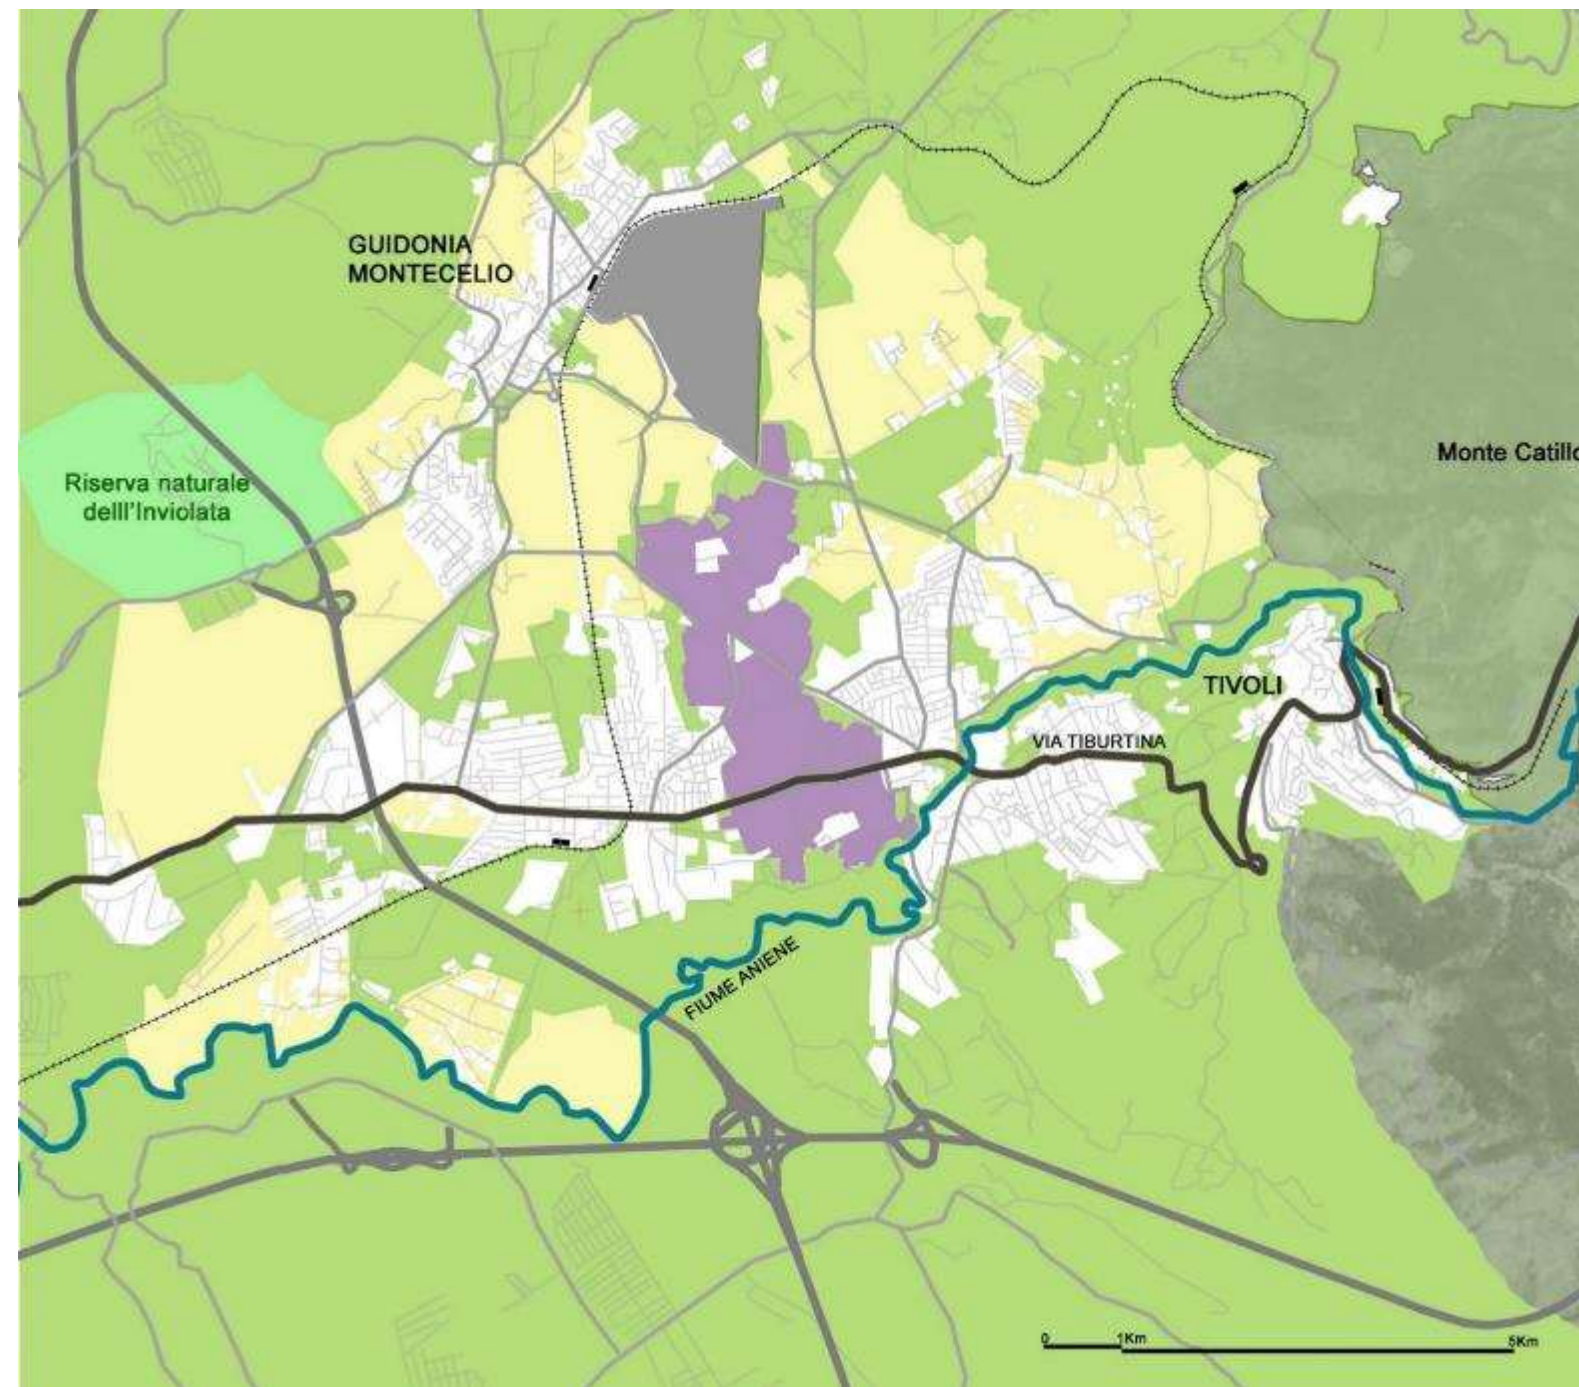 GUIDONIA
MONTECELIO
Riserva naturale
delll'Inviolata
Monte Catillo
TIVOLI
VIA TIBURTINA
FIUME ANIENE
0 1Km 5Km